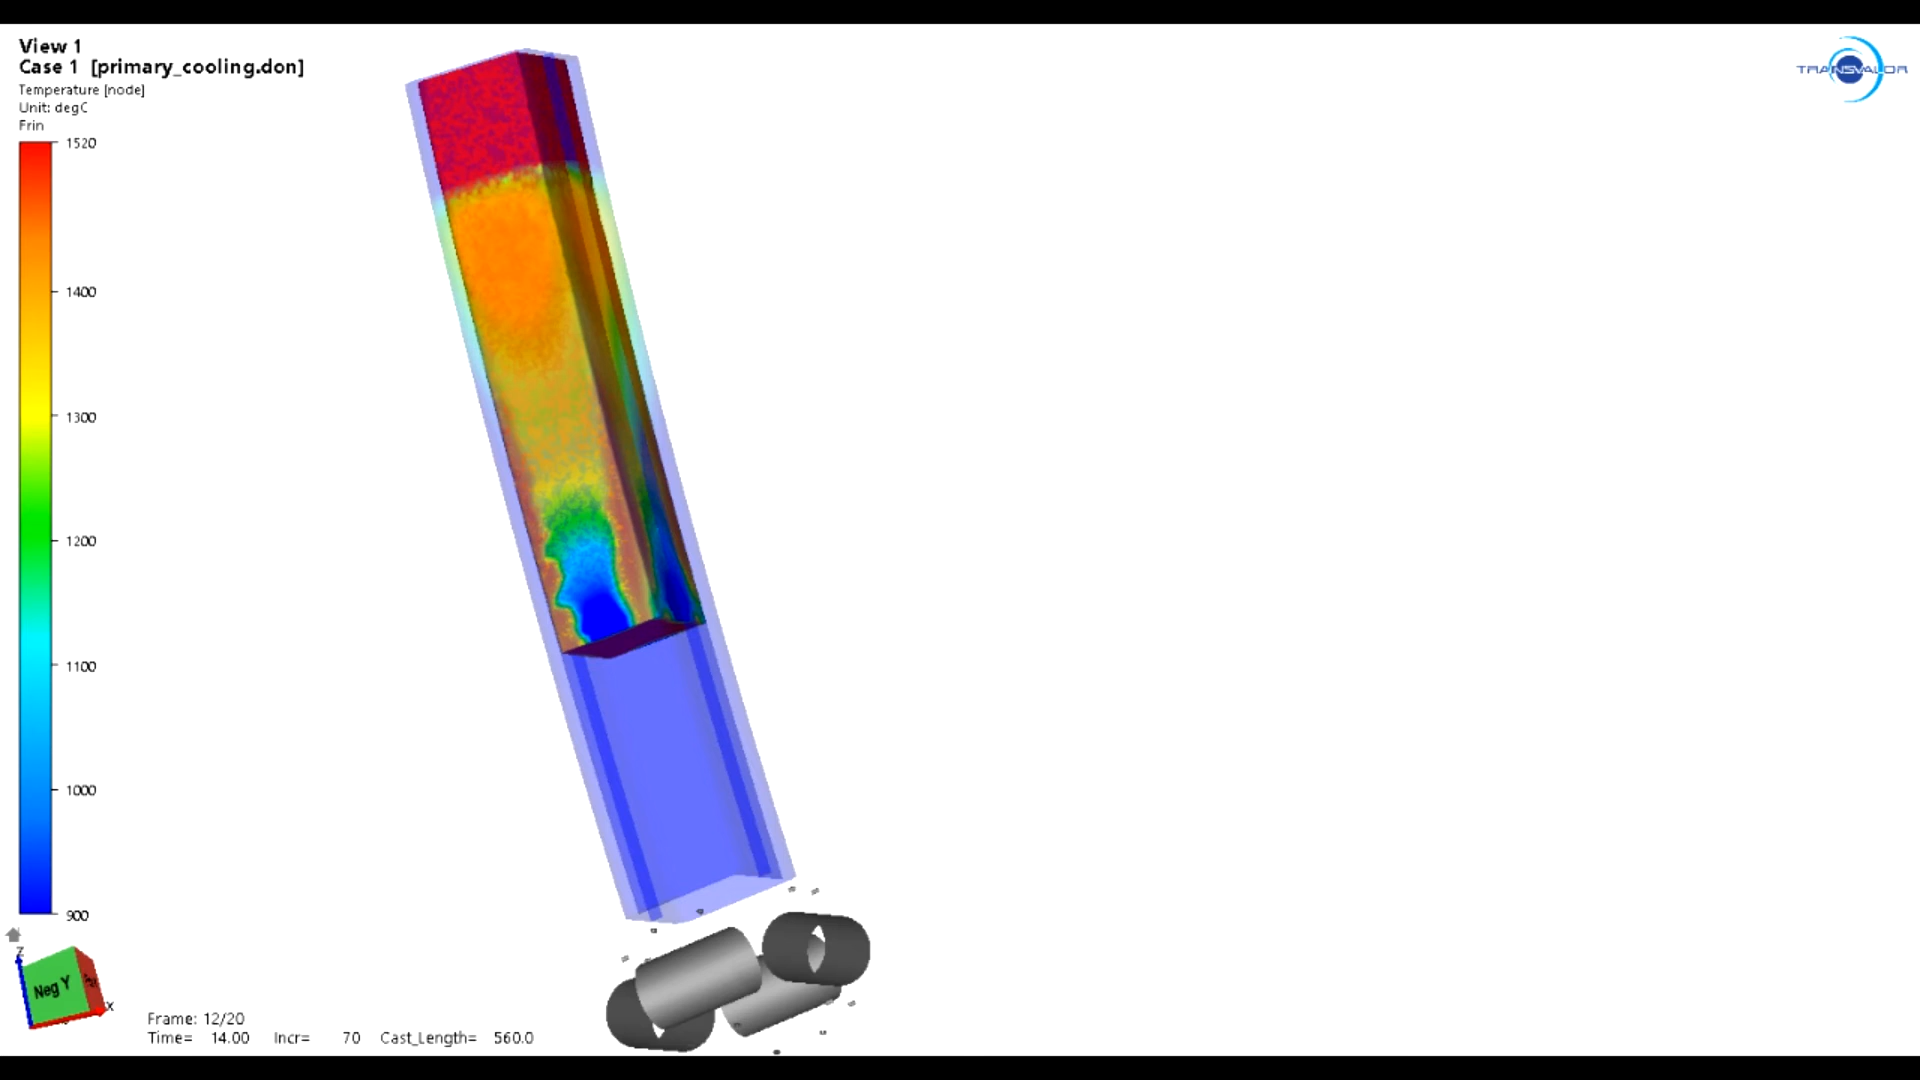 View 1
Case 1 [primary_cooling.don]
Temperature [node]
Unit: degC
Frin
1520
1400
1300
1200
1100
1000
900
TRANSVALOR
Z
Neg Y
X
Frame: 12/20
Time= 14.00 Incr= 70 Cast_Length= 560.0